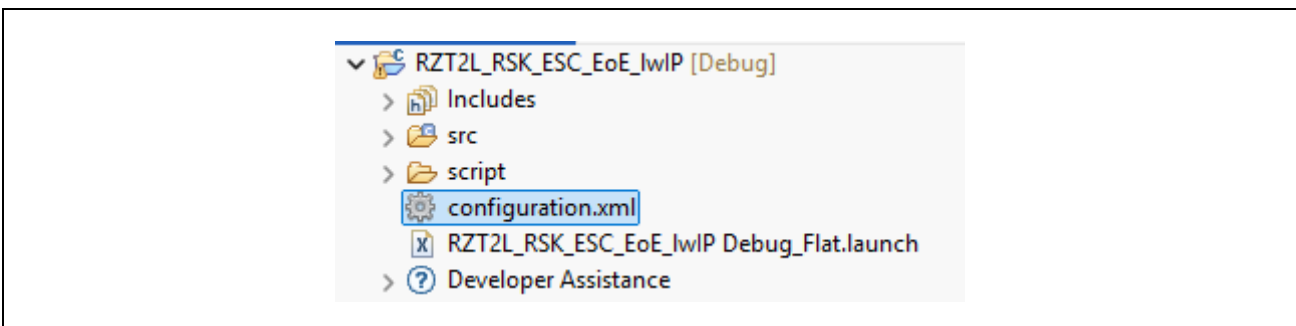 RZT2L_RSK_ESC_EoE_lwIP [Debug]
Includes
src
script
configuration.xml
RZT2L_RSK_ESC_EoE_lwIP Debug_Flat.launch
Developer Assistance